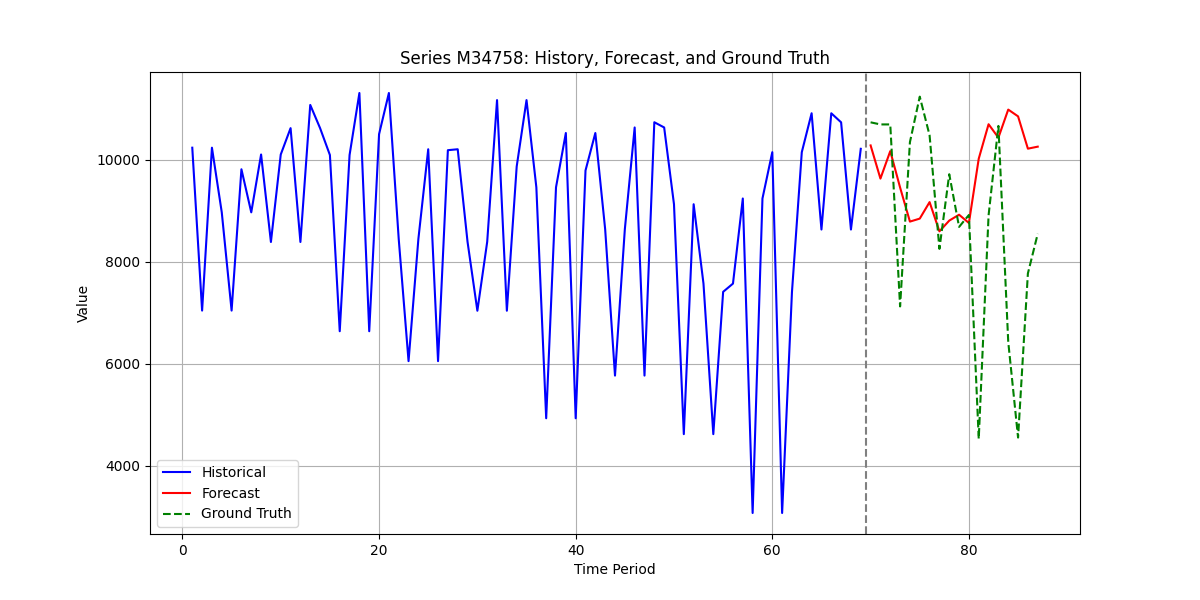 Series M34758: History, Forecast, and Ground Truth
Value
10000
8000
6000
4000
Historical
Forecast
Ground Truth
0
20
40
60
80
Time Period